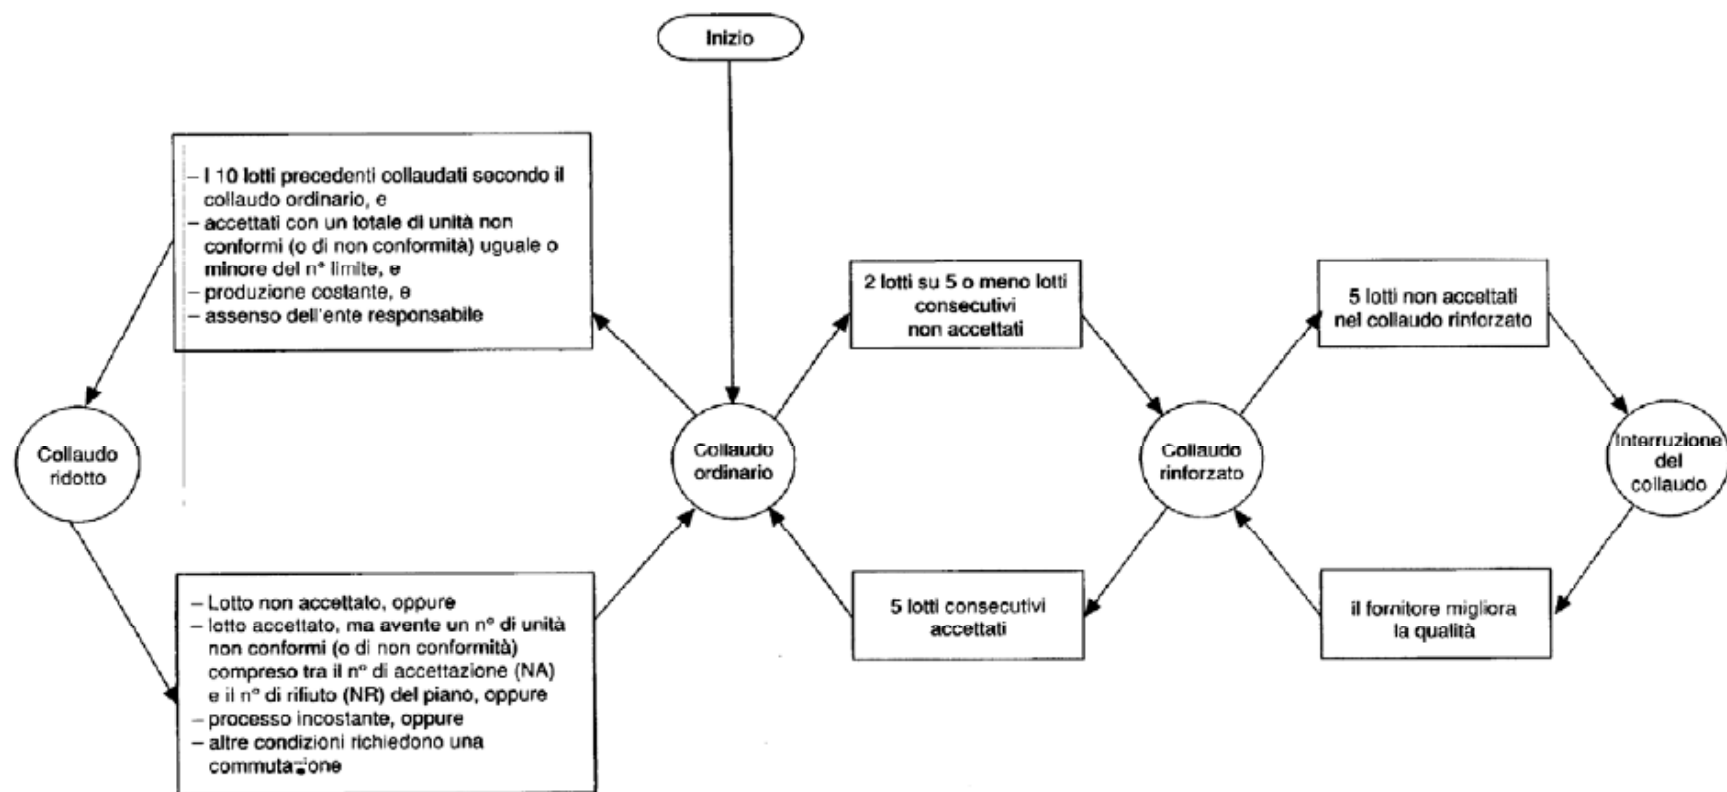 Inizio
– I 10 lotti precedenti collaudati secondo il
collaudo ordinario, e
– accettati con un totale di unità non
conformi (o di non conformità) uguale o
minore del n° limite, e
– produzione costante, e
– assenso dell'ente responsabile
2 lotti su 5 o meno lotti
consecutivi
non accettati
5 lotti non accettati
nel collaudo rinforzato
Collaudo
ridotto
Collaudo
ordinario
Collaudo
rinforzato
Interruzione
del
collaudo
– Lotto non accettato, oppure
– lotto accettato, ma avente un n° di unità
non conformi (o di non conformità)
compreso tra il n° di accettazione (NA)
e il n° di rifiuto (NR) del piano, oppure
– processo incostante, oppure
– altre condizioni richiedono una
commutazione
5 lotti consecutivi
accettati
il fornitore migliora
la qualità